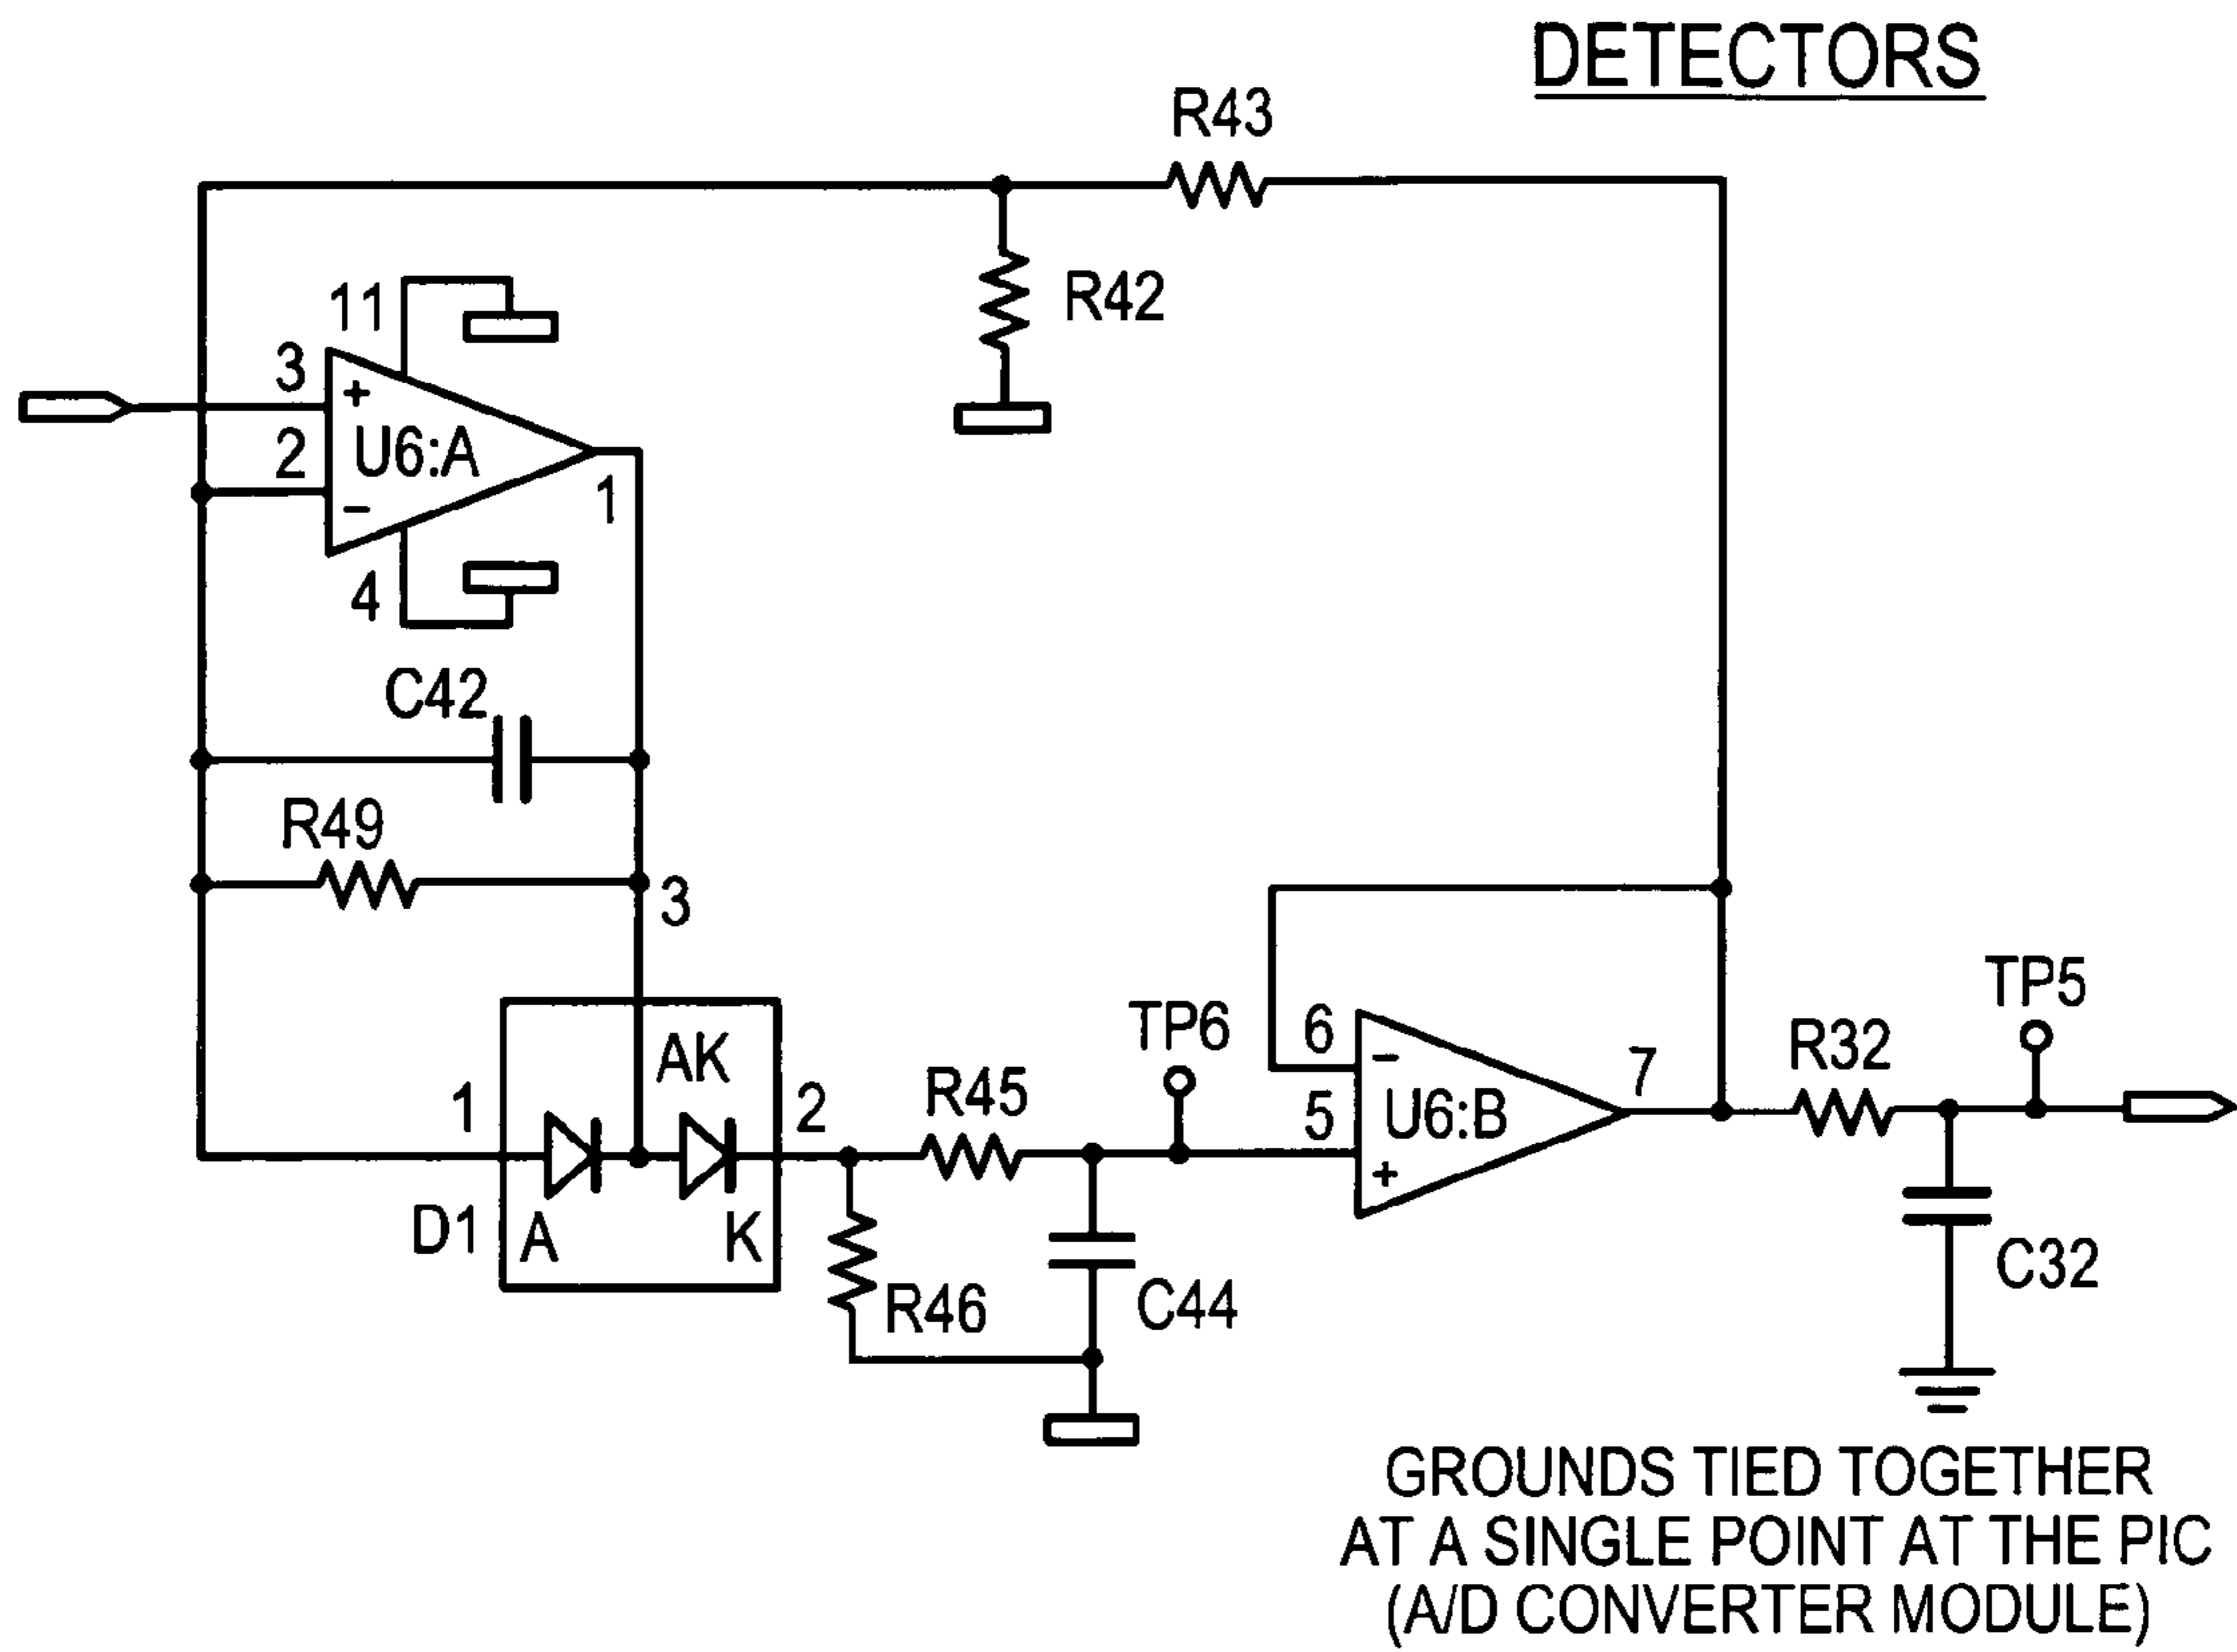 DETECTORS
R43
R42
11
3
+
2
U6:A
−
1
4
C42
R49
3
AK
1
2
D1
A
K
R45
R46
TP6
C44
6
−
5
U6:B
+
7
R32
TP5
C32
GROUNDS TIED TOGETHER
AT A SINGLE POINT AT THE PIC
(A/D CONVERTER MODULE)